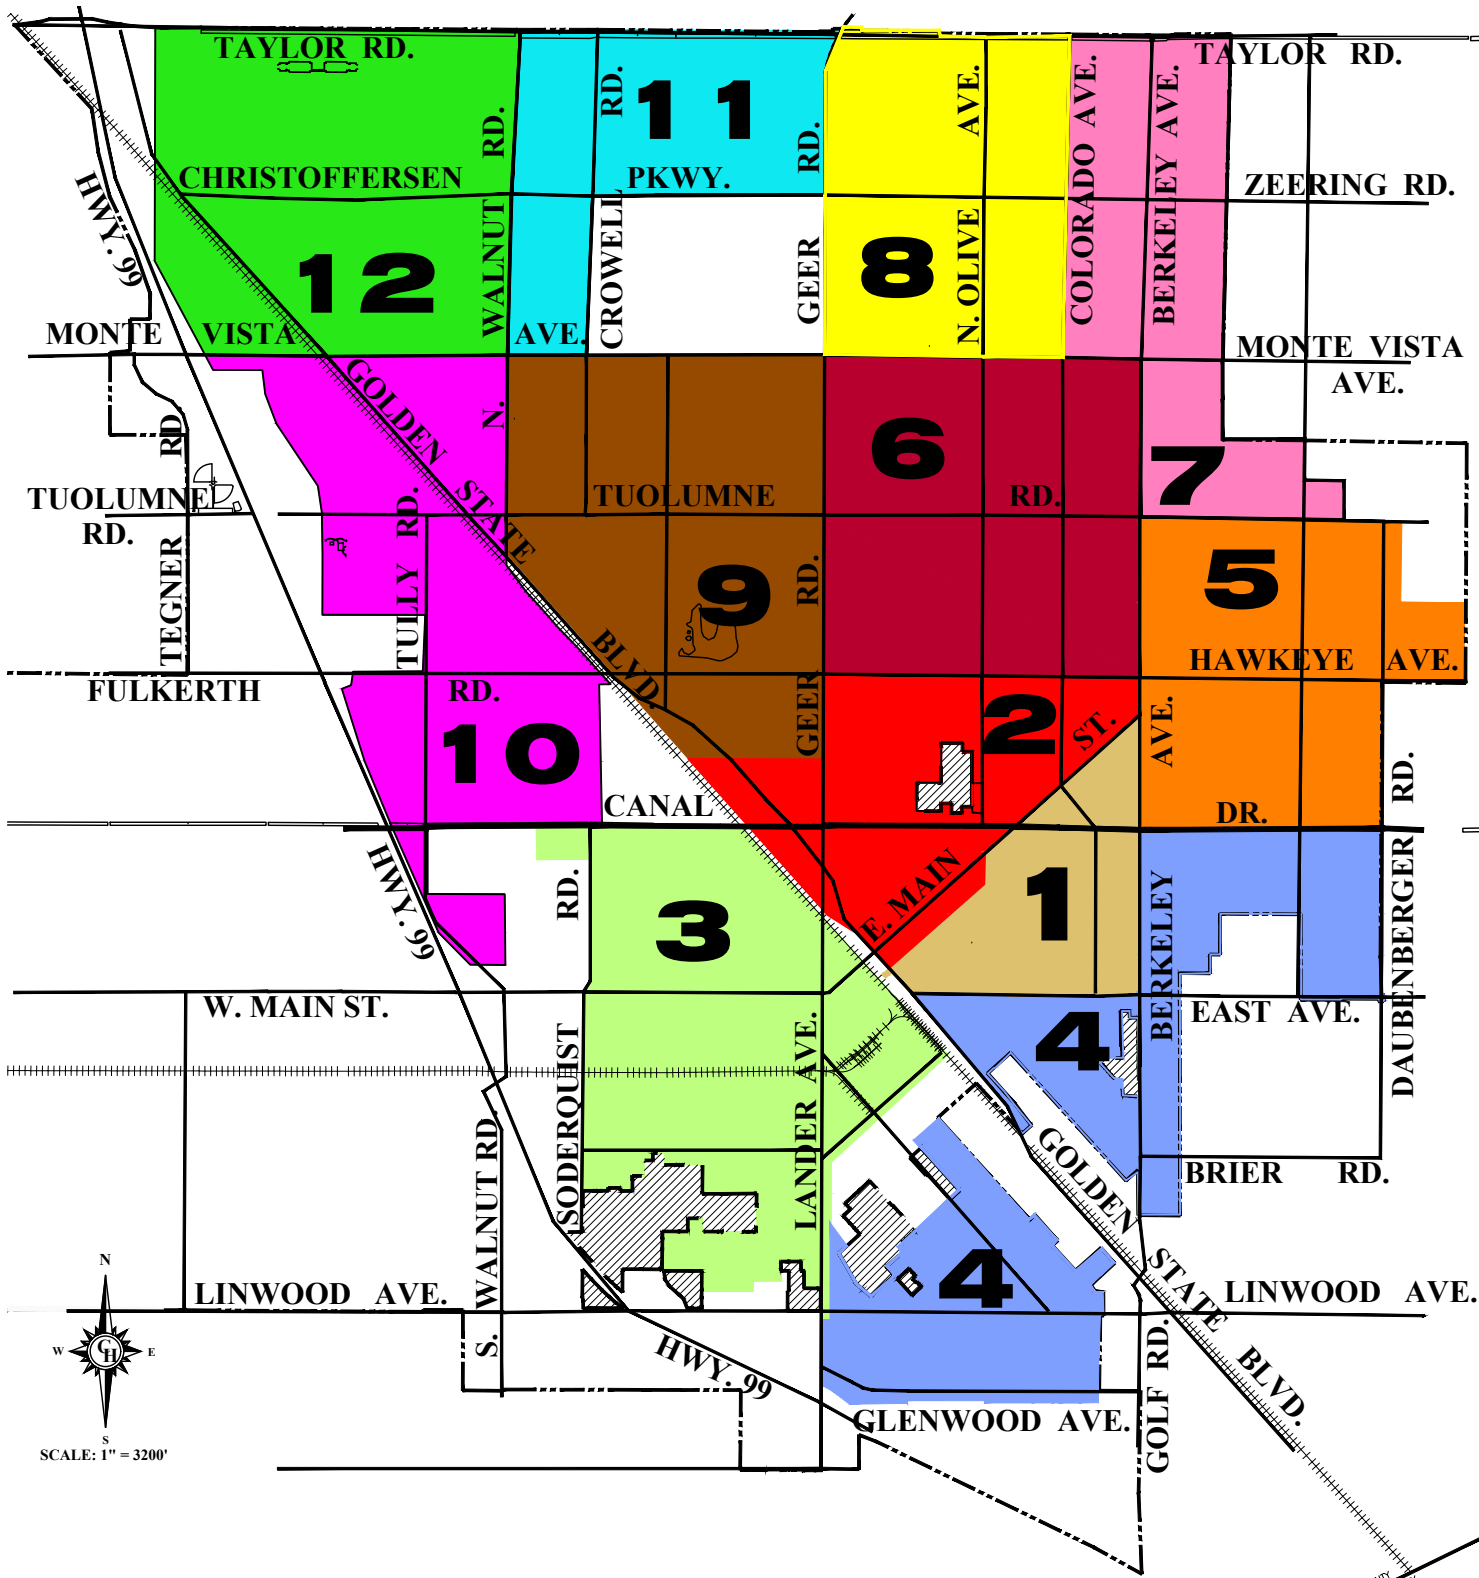 TAYLOR RD.
TAYLOR RD.
11
RD.
RD.
RD.
AVE.
COLORADO AVE.
BERKELEY AVE.
CHRISTOFFERSEN PKWY.
ZEERING RD.
HWY. 99
12
WALNUT
CROWELL
GEER
8
N. OLIVE
MONTE VISTA AVE.
MONTE VISTA
AVE.
GOLDEN STATE BLVD.
N.
6
7
TUOLUMNE
RD.
TUOLUMNE RD.
TEGNER RD.
TULLY RD.
9
GEER RD.
5
HAWKEYE AVE.
FULKERTH RD.
10
2
E. MAIN ST.
CANAL DR.
BERKELEY AVE.
DAUBENBERGER RD.
HWY. 99
3
1
W. MAIN ST.
EAST AVE.
SODERQUIST RD.
LANDER AVE.
4
GOLDEN STATE BLVD.
BRIER RD.
S. WALNUT RD.
4
LINWOOD AVE.
LINWOOD AVE.
HWY. 99
GLENWOOD AVE.
GOLF RD.
N
W
GH
E
S
SCALE: 1" = 3200'